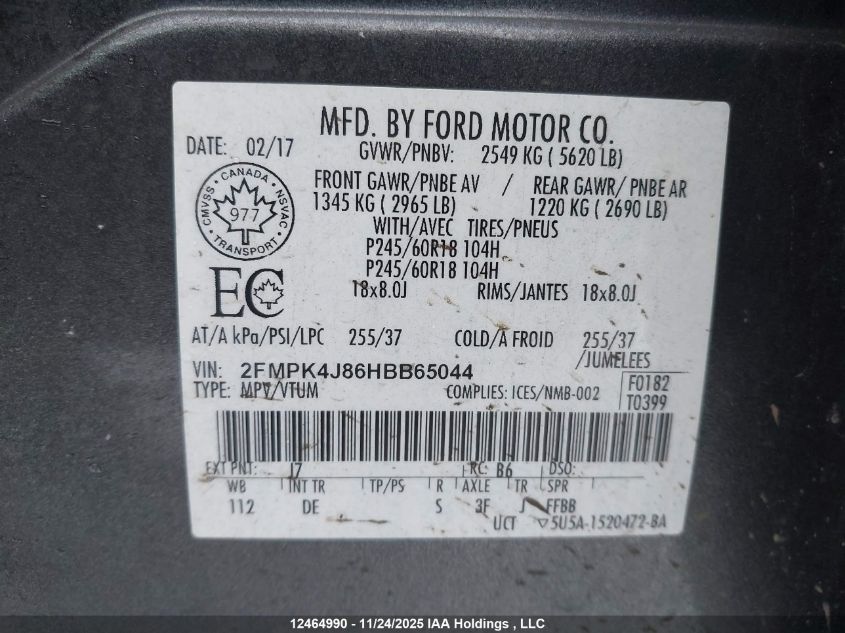 MFD. BY FORD MOTOR CO.
DATE: 02/17
GVWR/PNBV: 2549 KG ( 5620 LB)
FRONT GAWR/PNBE AV / REAR GAWR/ PNBE AR
1345 KG ( 2965 LB) 1220 KG ( 2690 LB)
WITH/AVEC TIRES/PNEUS
P245/60R18 104H
P245/60R18 104H
18x8.0J RIMS/JANTES 18x8.0J
CMVSS · CANADA · NSVAC
977
TRANSPORT
EC
AT/A kPa/PSI/LPC 255/37 COLD/A FROID 255/37
/JUMELEES
VIN: 2FMPK4J86HBB65044
TYPE: MPV/VTUM COMPLIES: ICES/NMB-002
F0182
T0399
EXT PNT: J7 RC: B6 DSO:
WB INT TR TP/PS R AXLE TR SPR
112 DE S 3F J FFBB
UCT ▽5U5A-1520472-BA
12464990 - 11/24/2025 IAA Holdings , LLC